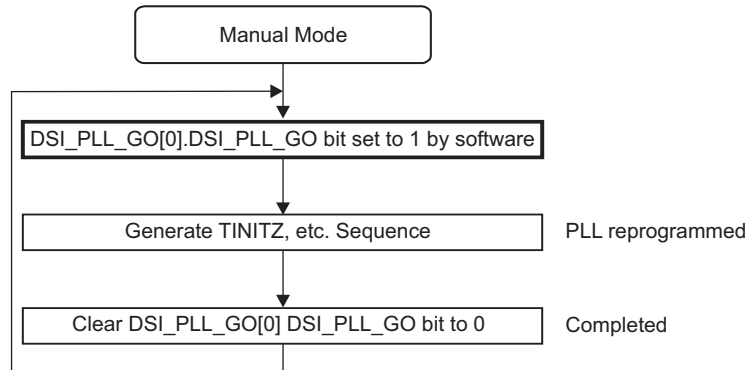 Manual Mode
DSI_PLL_GO[0].DSI_PLL_GO bit set to 1 by software
Generate TINITZ, etc. Sequence
PLL reprogrammed
Clear DSI_PLL_GO[0] DSI_PLL_GO bit to 0
Completed